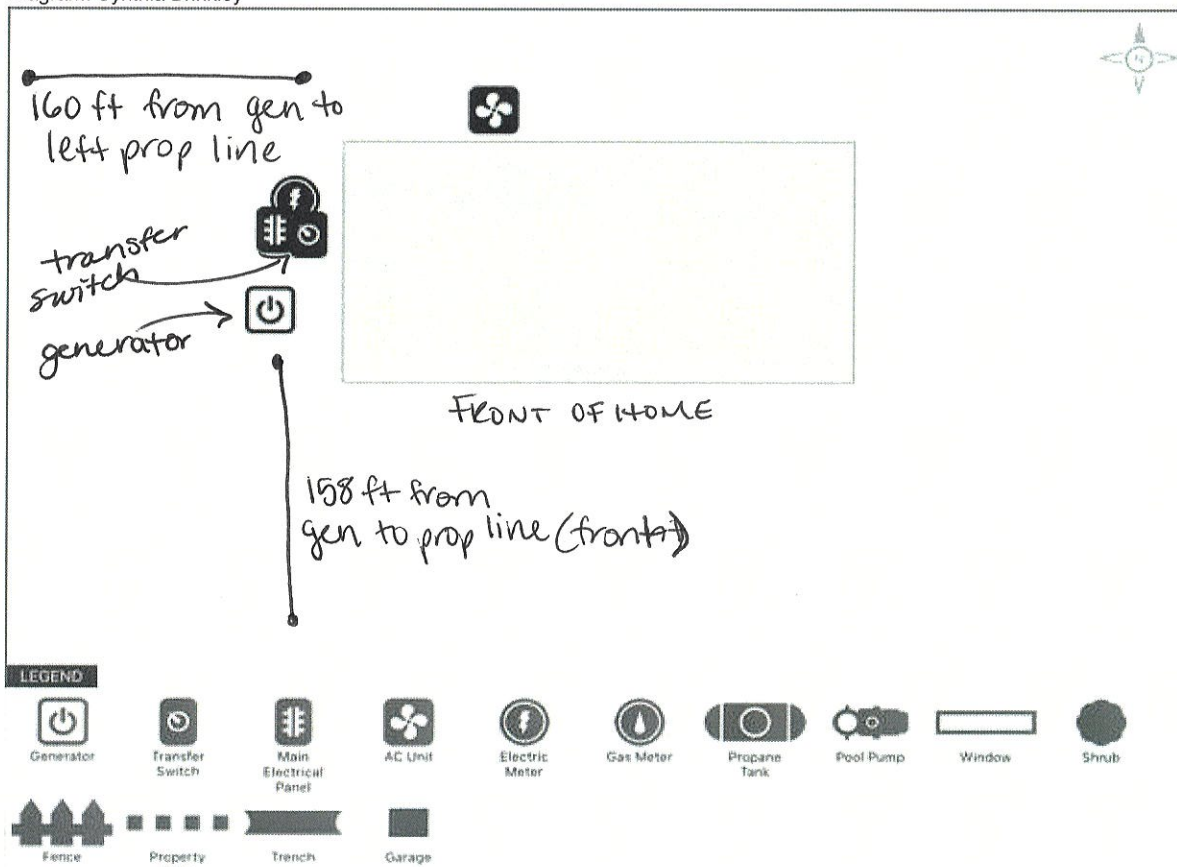 160 ft from gen to
left prop line
transfer
switch
generator
FRONT OF HOME
158 ft from
gen to prop line (front)
N
LEGEND
Generator
Transfer
Switch
Main
Electrical
Panel
AC Unit
Electric
Meter
Gas Meter
Propane
Tank
Pool Pump
Window
Shrub
Fence
Property
Trench
Garage